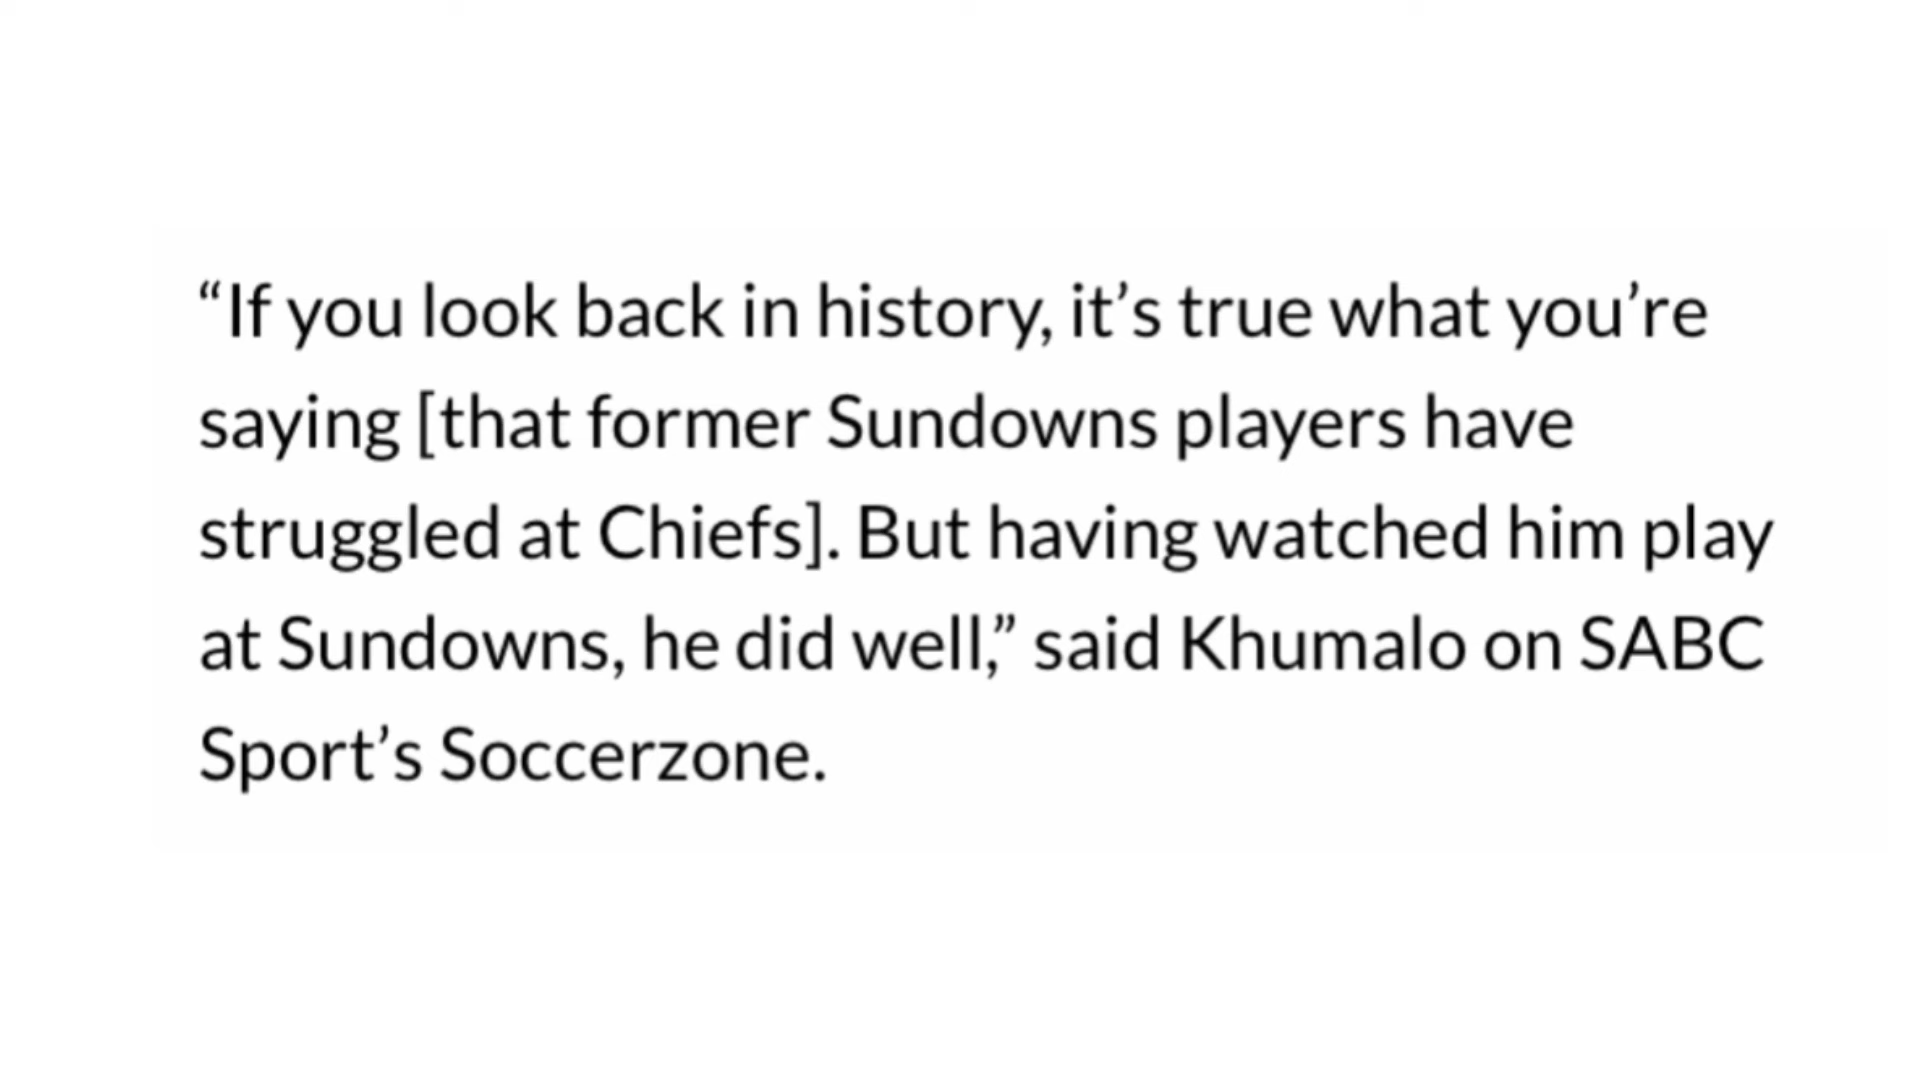 “If you look back in history, it’s true what you’re
saying [that former Sundowns players have
struggled at Chiefs]. But having watched him play
at Sundowns, he did well,” said Khumalo on SABC
Sport’s Soccerzone.